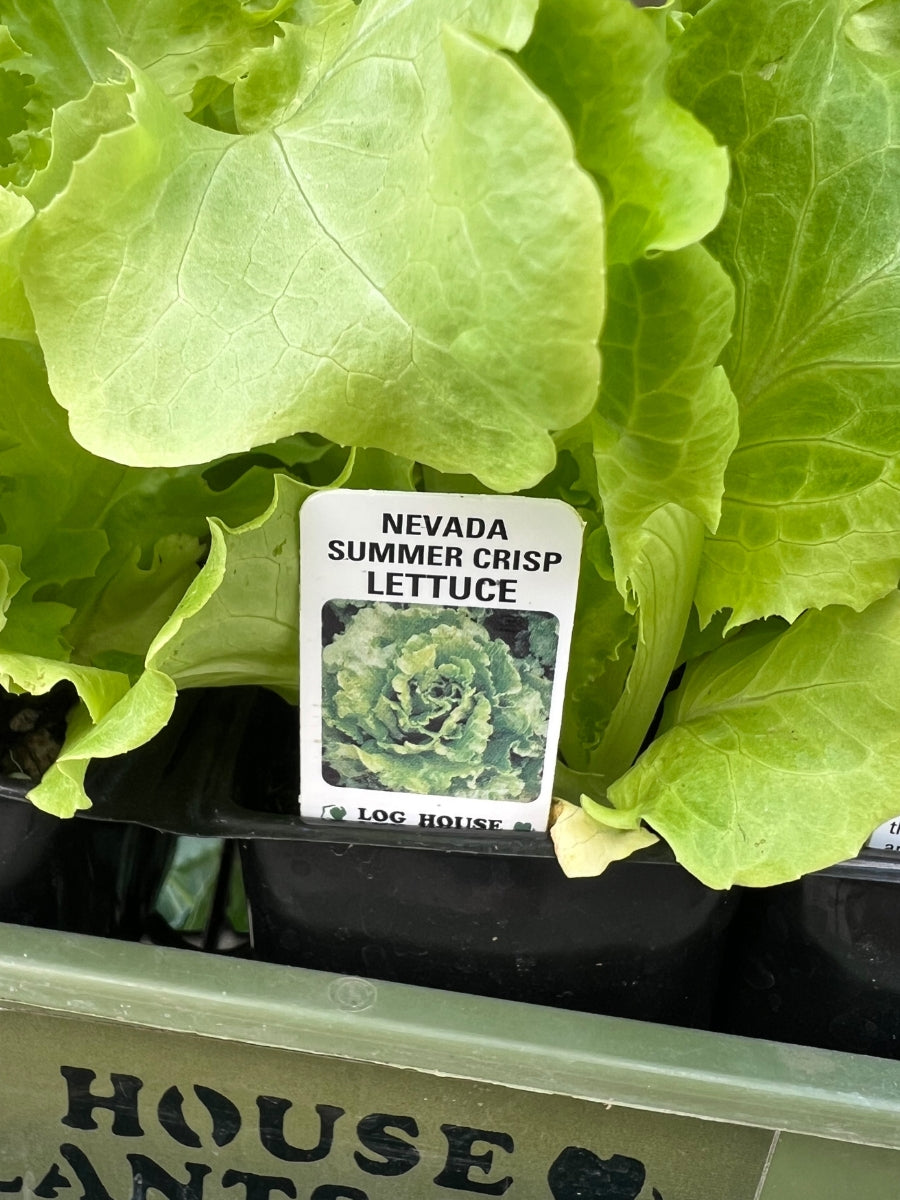 NEVADA
SUMMER CRISP
LETTUCE
LOG HOUSE
HOUSE